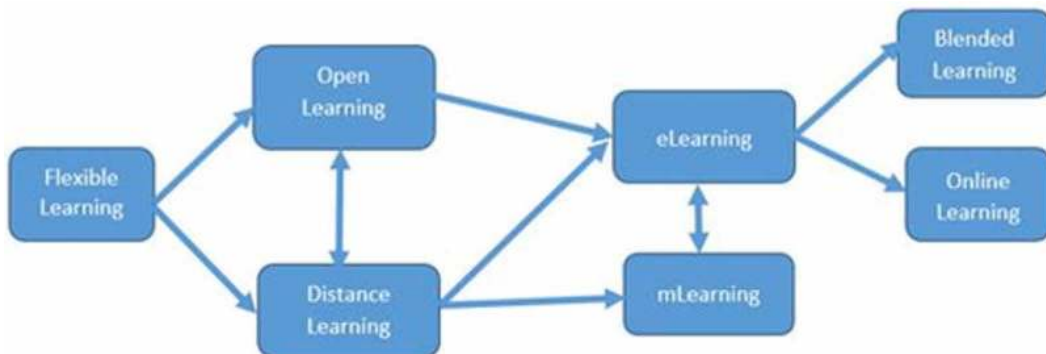 Flexible
Learning
Open
Learning
Distance
Learning
eLearning
mLearning
Blended
Learning
Online
Learning